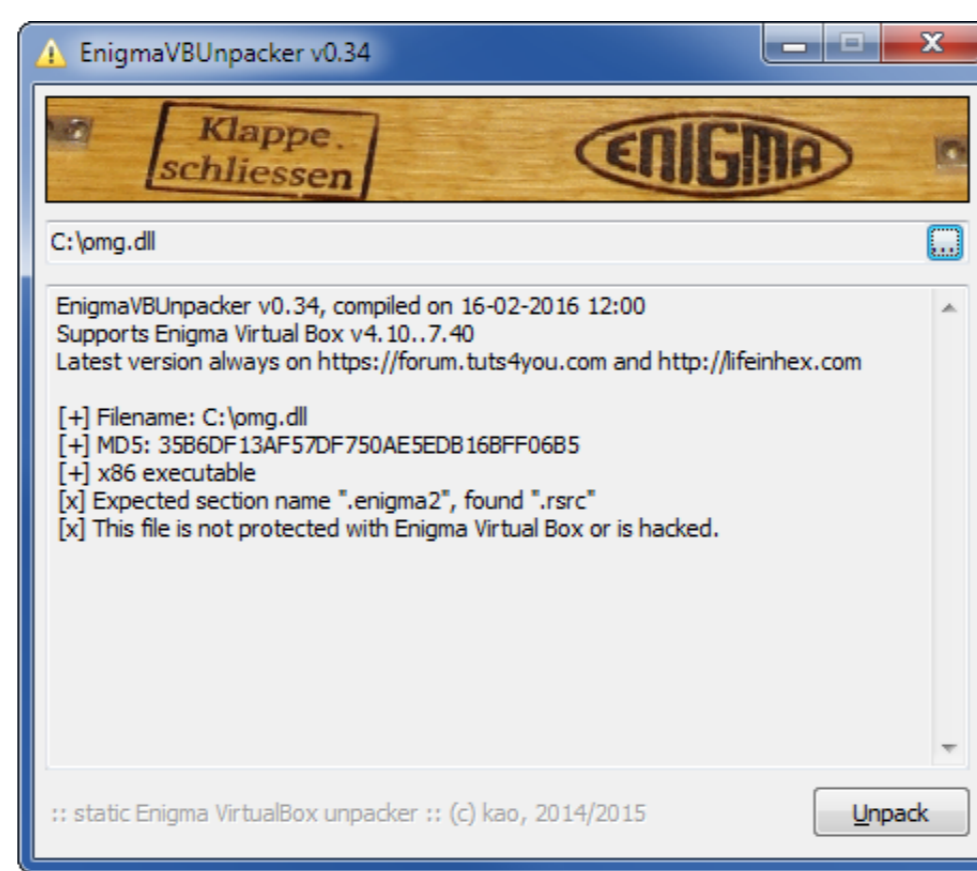 EnigmaVBUnpacker v0.34
Klappe.
schliessen
ENIGMA
C:\omg.dll
...
EnigmaVBUnpacker v0.34, compiled on 16-02-2016 12:00
Supports Enigma Virtual Box v4.10..7.40
Latest version always on https://forum.tuts4you.com and http://lifeinhex.com
[+] Filename: C:\omg.dll
[+] MD5: 35B6DF13AF57DF750AE5EDB16BFF06B5
[+] x86 executable
[x] Expected section name ".enigma2", found ".rsrc"
[x] This file is not protected with Enigma Virtual Box or is hacked.
:: static Enigma VirtualBox unpacker :: (c) kao, 2014/2015
Unpack